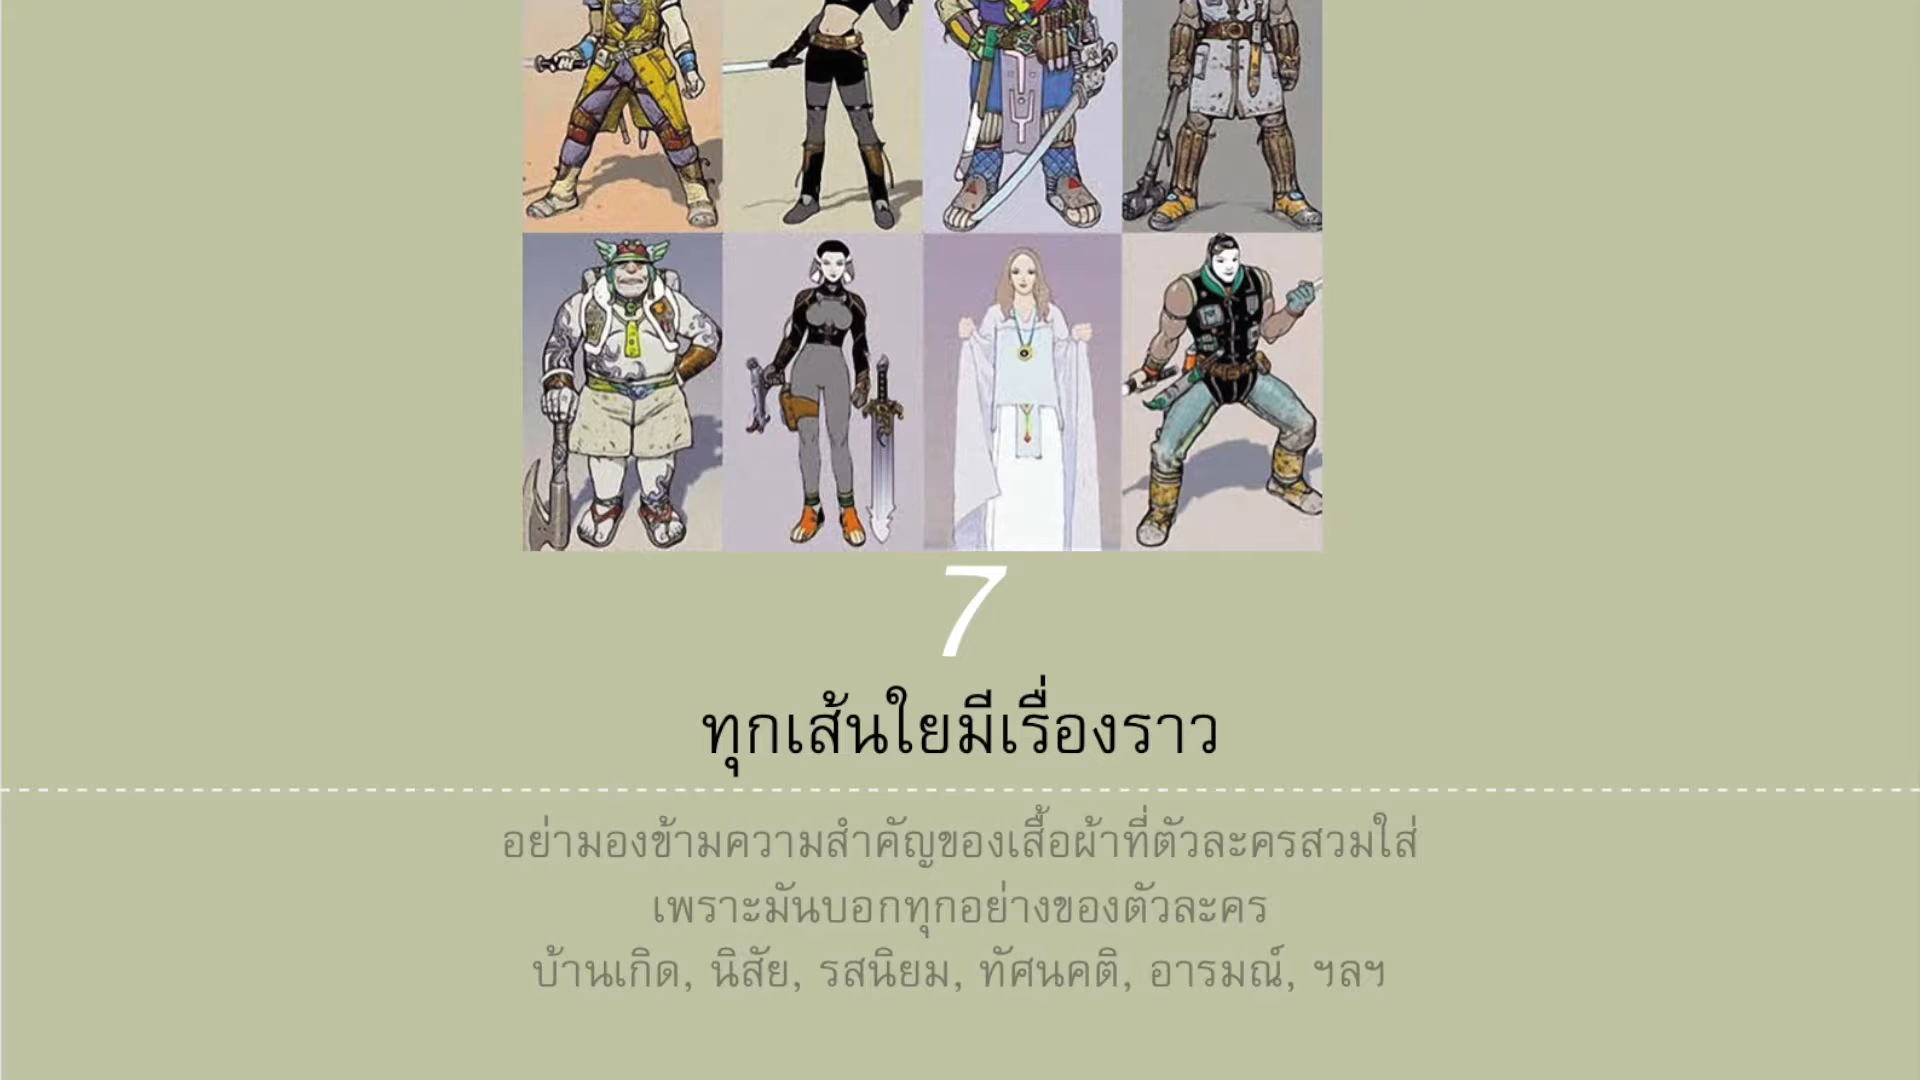 7
ทุกเส้นใยมีเรื่องราว
อย่ามองข้ามความสำคัญของเสื้อผ้าที่ตัวละครสวมใส่
เพราะมันบอกทุกอย่างของตัวละคร
บ้านเกิด, นิสัย, รสนิยม, ทัศนคติ, อารมณ์, ฯลฯ